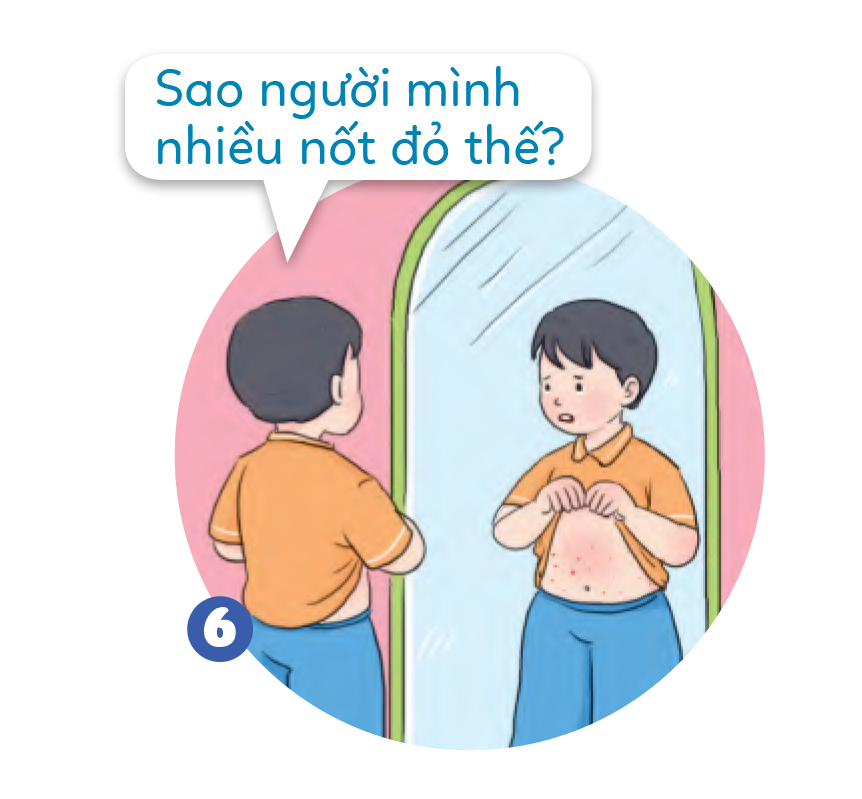 Sao người mình
nhiều nốt đỏ thế?
6